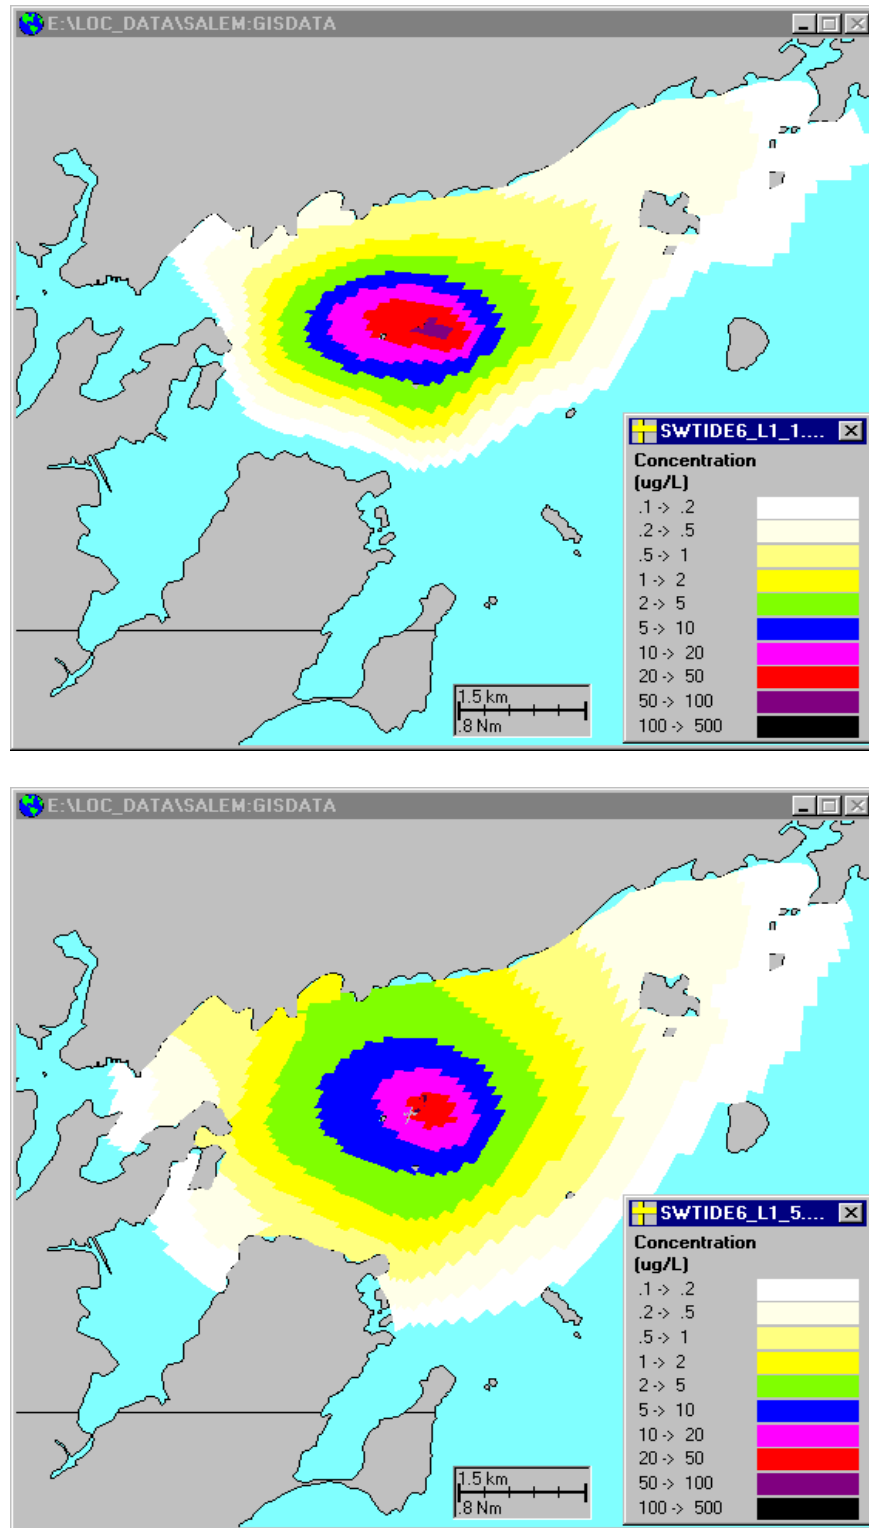 E:\LOC_DATA\SALEM:GISDATA
SWTIDE6_L1_1....
Concentration
(ug/L)
.1 -> .2
.2 -> .5
.5 -> 1
1 -> 2
2 -> 5
5 -> 10
10 -> 20
20 -> 50
50 -> 100
100 -> 500
1.5 km
.8 Nm
E:\LOC_DATA\SALEM:GISDATA
SWTIDE6_L1_5....
Concentration
(ug/L)
.1 -> .2
.2 -> .5
.5 -> 1
1 -> 2
2 -> 5
5 -> 10
10 -> 20
20 -> 50
50 -> 100
100 -> 500
1.5 km
.8 Nm